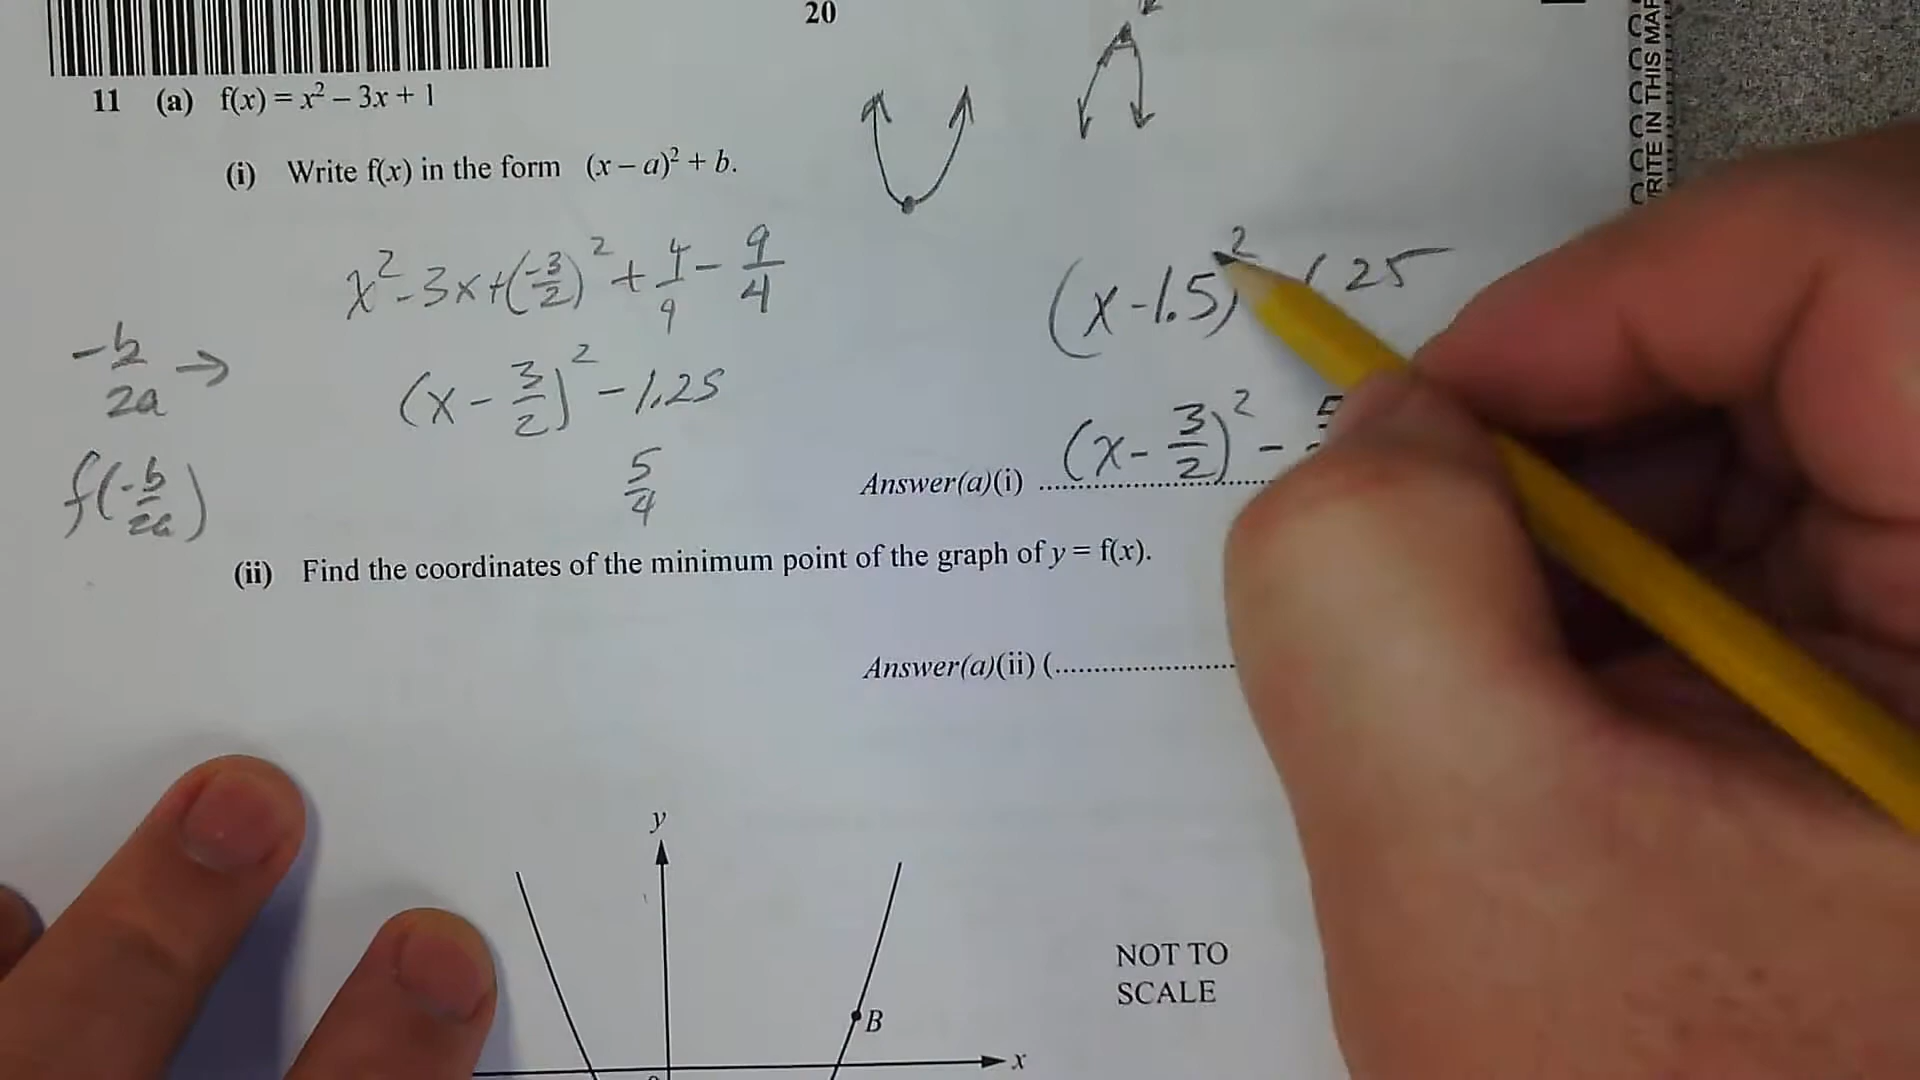 20
11 (a) f(x) = x² – 3x + 1
(i) Write f(x) in the form (x – a)² + b.
x² - 3x + (-3/2)² + 4/9 - 9/4
(x - 1.5)² 1.25
-b/2a →
(x - 3/2)² - 1.25
f(-b/2a)
5/4
Answer(a)(i) (x - 3/2)² - 5
(ii) Find the coordinates of the minimum point of the graph of y = f(x).
Answer(a)(ii) (
y
NOT TO
SCALE
B
x
RITE IN THIS MAR